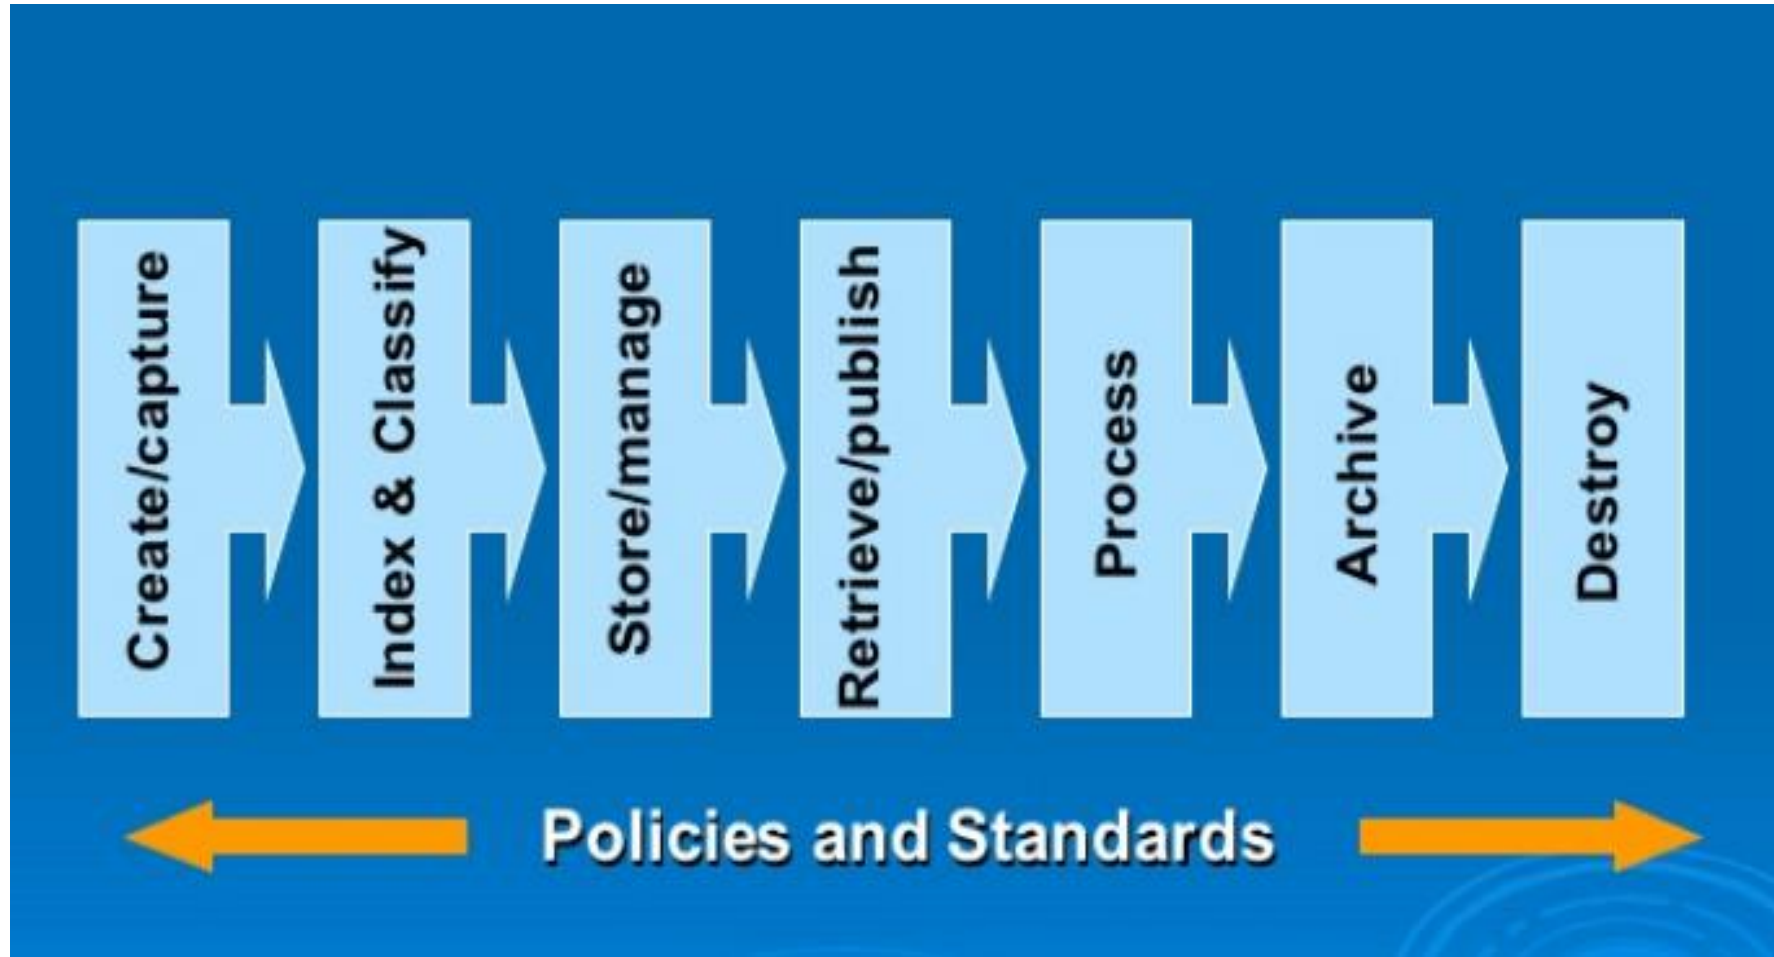 Create/capture
Index & Classify
Store/manage
Retrieve/publish
Process
Archive
Destroy
Policies and Standards